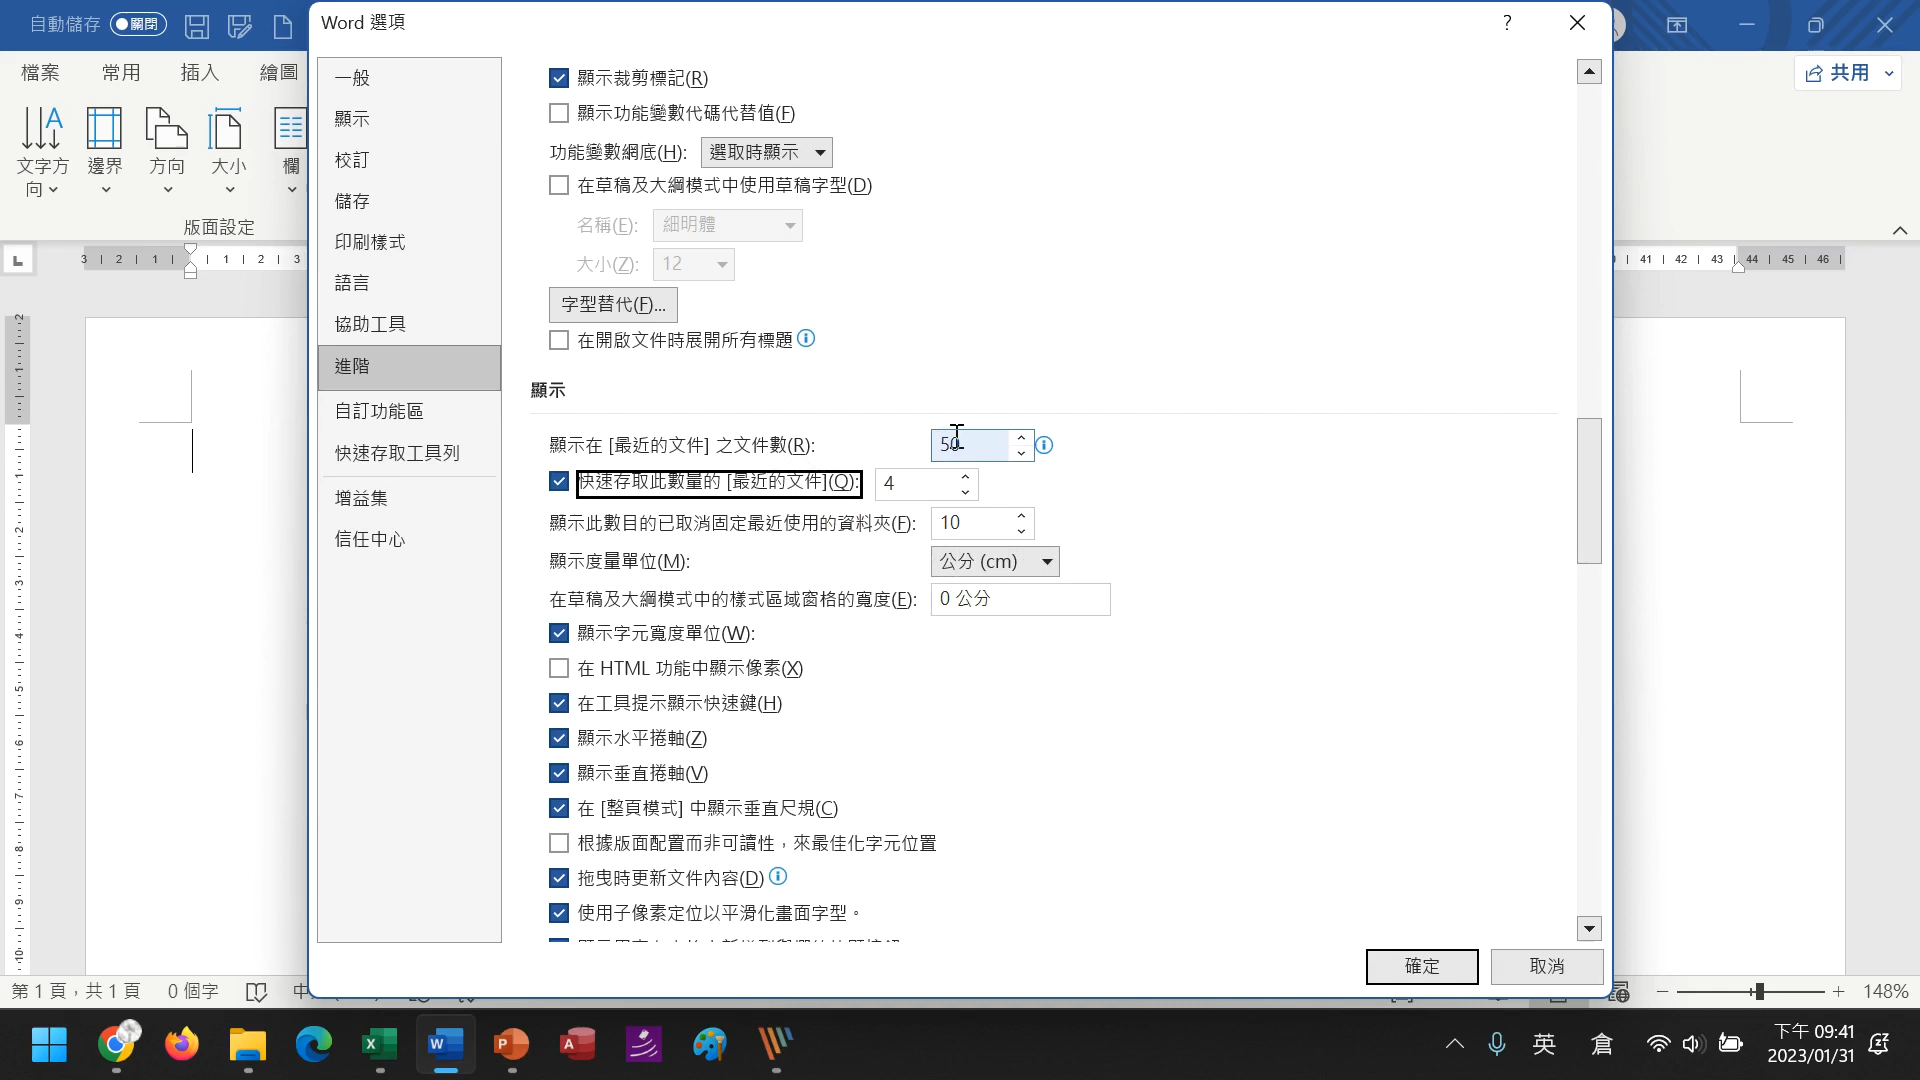 自動儲存 關閉
Word 選項
?
檔案 常用 插入 繪圖
共用
文字方向 邊界 方向 大小 欄
版面設定
3 2 1 1 2 3
41 42 43 44 45 46
一般
顯示
校訂
儲存
印刷樣式
語言
協助工具
進階
自訂功能區
快速存取工具列
增益集
信任中心
顯示裁剪標記(R)
顯示功能變數代碼代替值(F)
功能變數網底(H): 選取時顯示
在草稿及大綱模式中使用草稿字型(D)
名稱(E): 細明體
大小(Z): 12
字型替代(F)...
在開啟文件時展開所有標題
顯示
顯示在 [最近的文件] 之文件數(R): 50
快速存取此數量的 [最近的文件](Q): 4
顯示此數目的已取消固定最近使用的資料夾(F): 10
顯示度量單位(M): 公分 (cm)
在草稿及大綱模式中的樣式區域窗格的寬度(E): 0 公分
顯示字元寬度單位(W):
在 HTML 功能中顯示像素(X)
在工具提示顯示快速鍵(H)
顯示水平捲軸(Z)
顯示垂直捲軸(V)
在 [整頁模式] 中顯示垂直尺規(C)
根據版面配置而非可讀性，來最佳化字元位置
拖曳時更新文件內容(D)
使用子像素定位以平滑化畫面字型。
確定 取消
第 1 頁，共 1 頁 0 個字 148%
英 倉 下午 09:41
2023/01/31